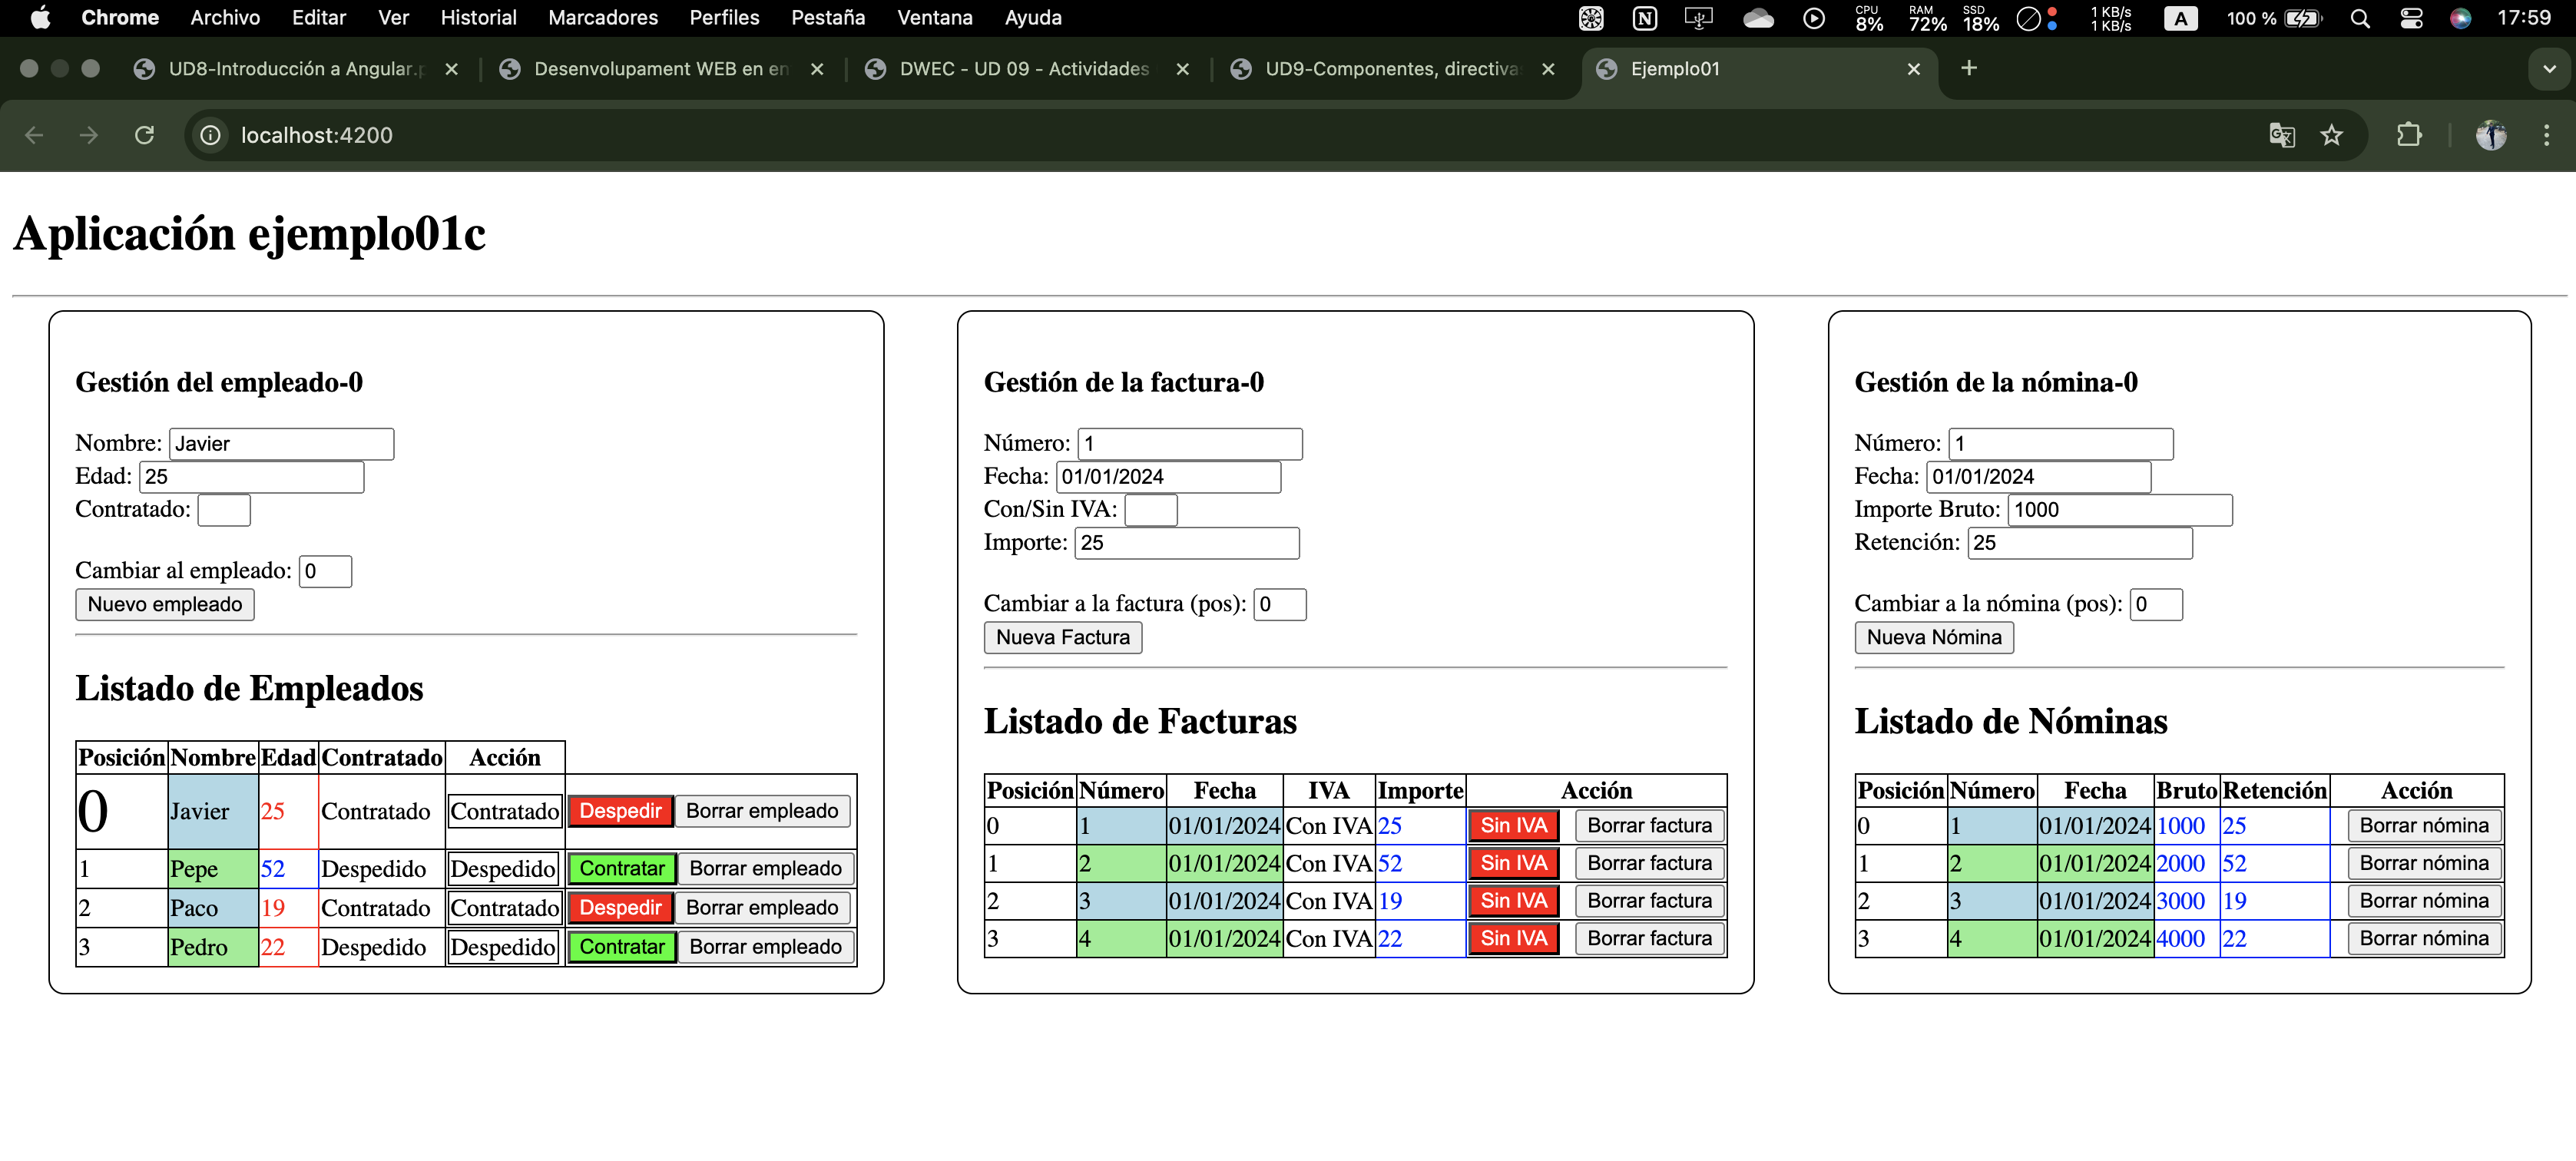 Chrome Archivo Editar Ver Historial Marcadores Perfiles Pestaña Ventana Ayuda N CPU 8% RAM 72% SSD 18% 1 KB/s 1 KB/s A 100 % 17:59
UD8-Introducción a Angular.p Desenvolupament WEB en en DWEC - UD 09 - Actividades UD9-Componentes, directiva Ejemplo01
localhost:4200
Aplicación ejemplo01c
Gestión del empleado-0
Nombre: Javier
Edad: 25
Contratado:
Cambiar al empleado: 0
Nuevo empleado
Listado de Empleados
Posición Nombre Edad Contratado Acción
0 Javier 25 Contratado Contratado Despedir Borrar empleado
1 Pepe 52 Despedido Despedido Contratar Borrar empleado
2 Paco 19 Contratado Contratado Despedir Borrar empleado
3 Pedro 22 Despedido Despedido Contratar Borrar empleado
Gestión de la factura-0
Número: 1
Fecha: 01/01/2024
Con/Sin IVA:
Importe: 25
Cambiar a la factura (pos): 0
Nueva Factura
Listado de Facturas
Posición Número Fecha IVA Importe Acción
0 1 01/01/2024 Con IVA 25 Sin IVA Borrar factura
1 2 01/01/2024 Con IVA 52 Sin IVA Borrar factura
2 3 01/01/2024 Con IVA 19 Sin IVA Borrar factura
3 4 01/01/2024 Con IVA 22 Sin IVA Borrar factura
Gestión de la nómina-0
Número: 1
Fecha: 01/01/2024
Importe Bruto: 1000
Retención: 25
Cambiar a la nómina (pos): 0
Nueva Nómina
Listado de Nóminas
Posición Número Fecha Bruto Retención Acción
0 1 01/01/2024 1000 25 Borrar nómina
1 2 01/01/2024 2000 52 Borrar nómina
2 3 01/01/2024 3000 19 Borrar nómina
3 4 01/01/2024 4000 22 Borrar nómina